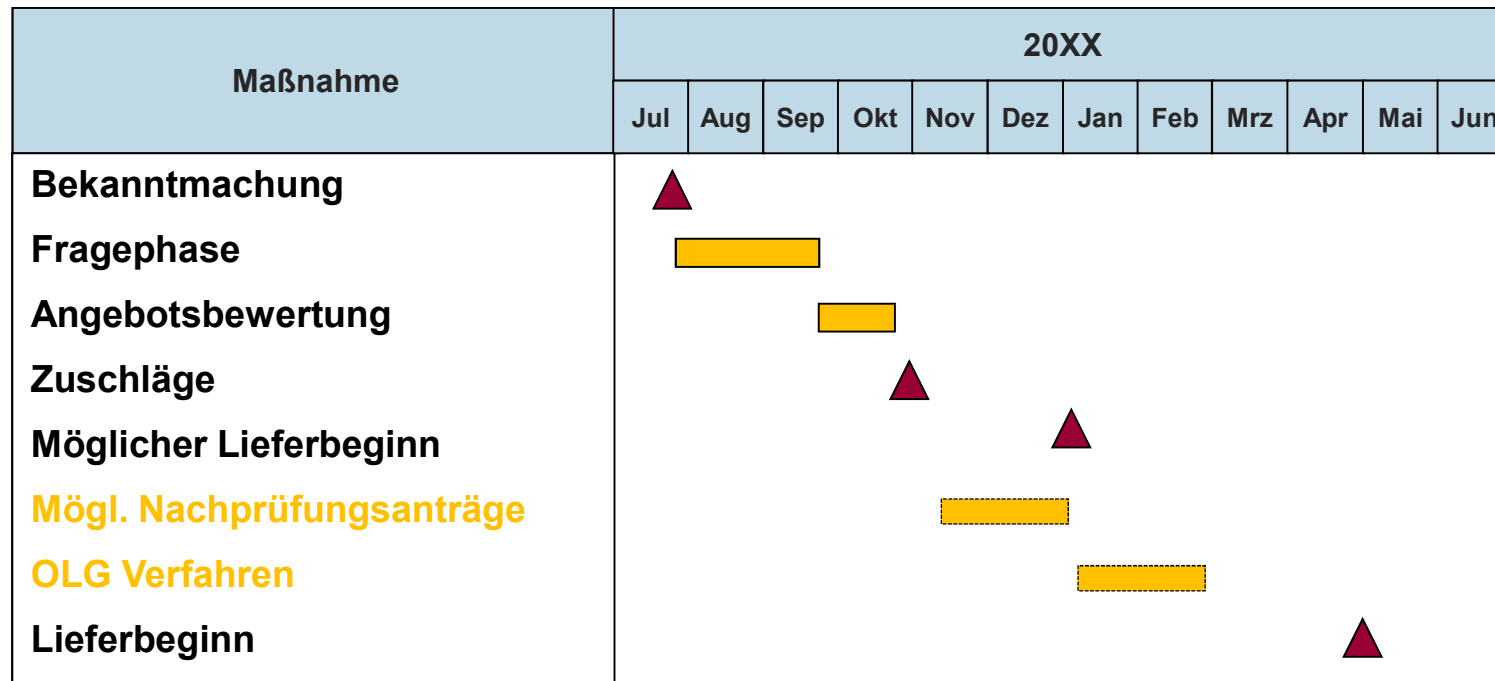 Maßnahme
20XX
Jul Aug Sep Okt Nov Dez Jan Feb Mrz Apr Mai Jun
Bekanntmachung
Fragephase
Angebotsbewertung
Zuschläge
Möglicher Lieferbeginn
Mögl. Nachprüfungsanträge
OLG Verfahren
Lieferbeginn